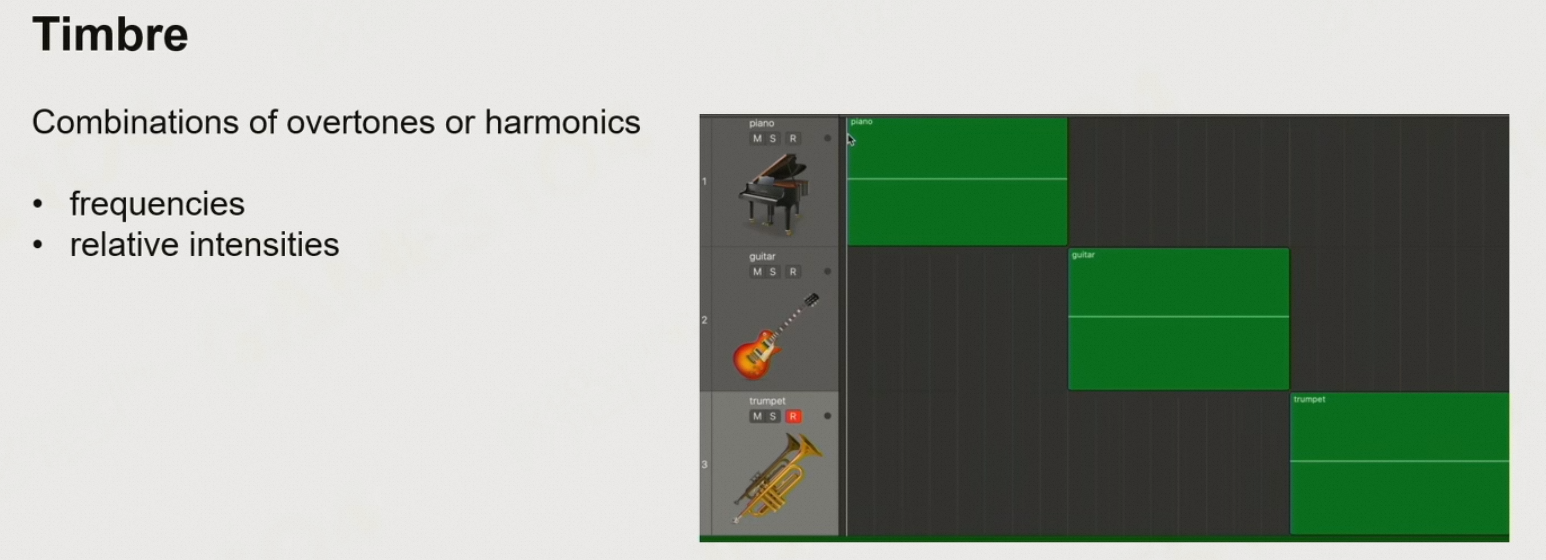 Timbre
Combinations of overtones or harmonics
• frequencies
• relative intensities
piano
M S R
1
piano
guitar
M S R
2
guitar
trumpet
M S R
3
trumpet